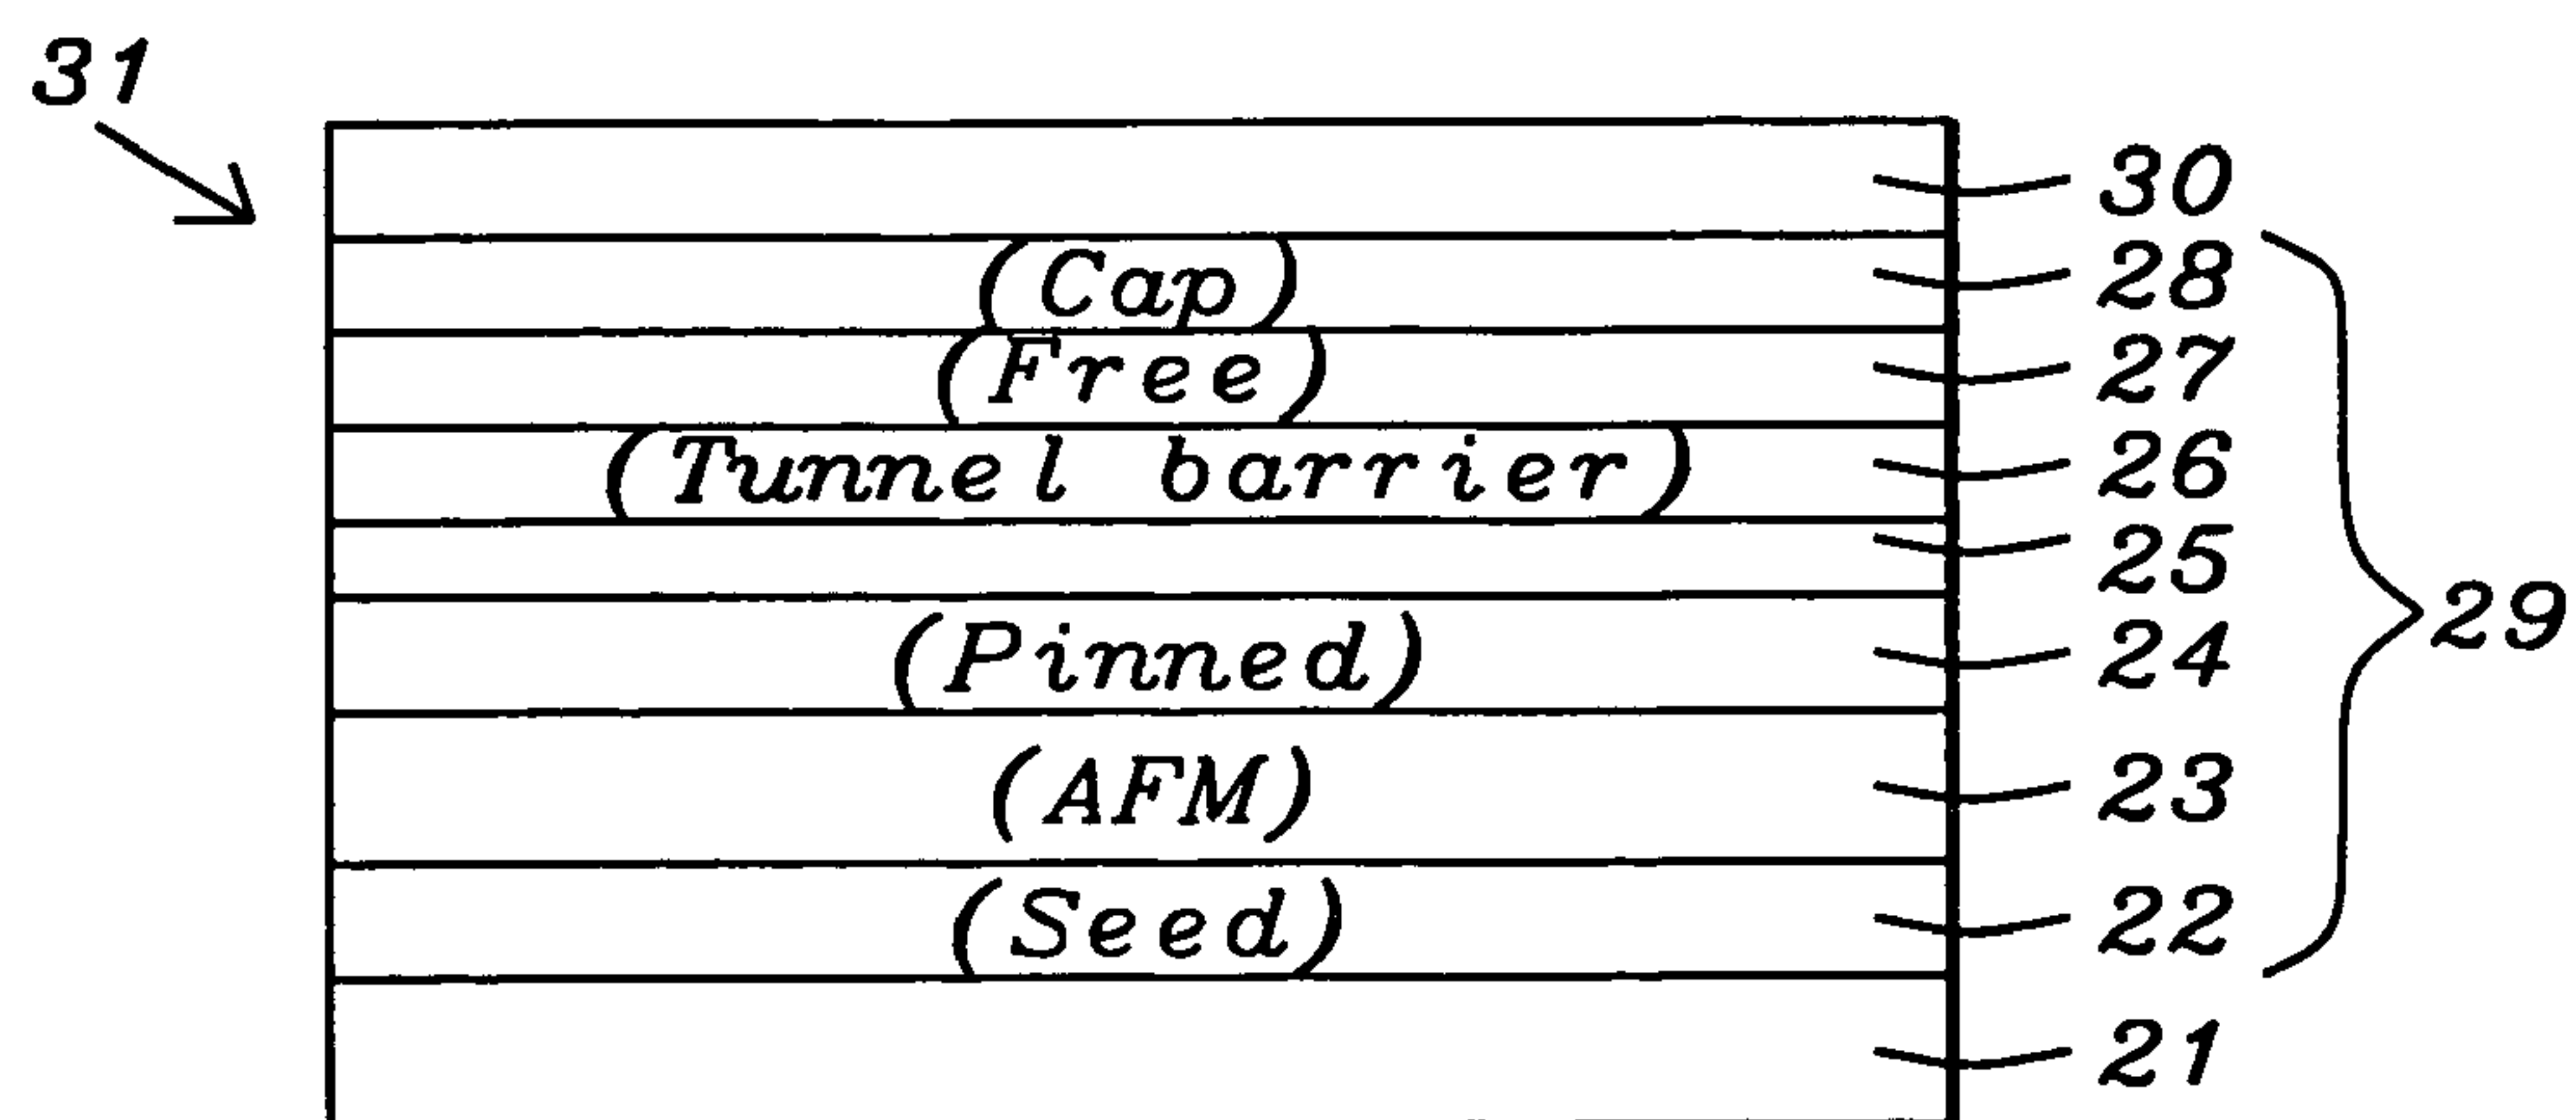 31
30
(Cap) 28
(Free) 27
(Tunnel barrier) 26
25
29
(Pinned) 24
(AFM) 23
(Seed) 22
21